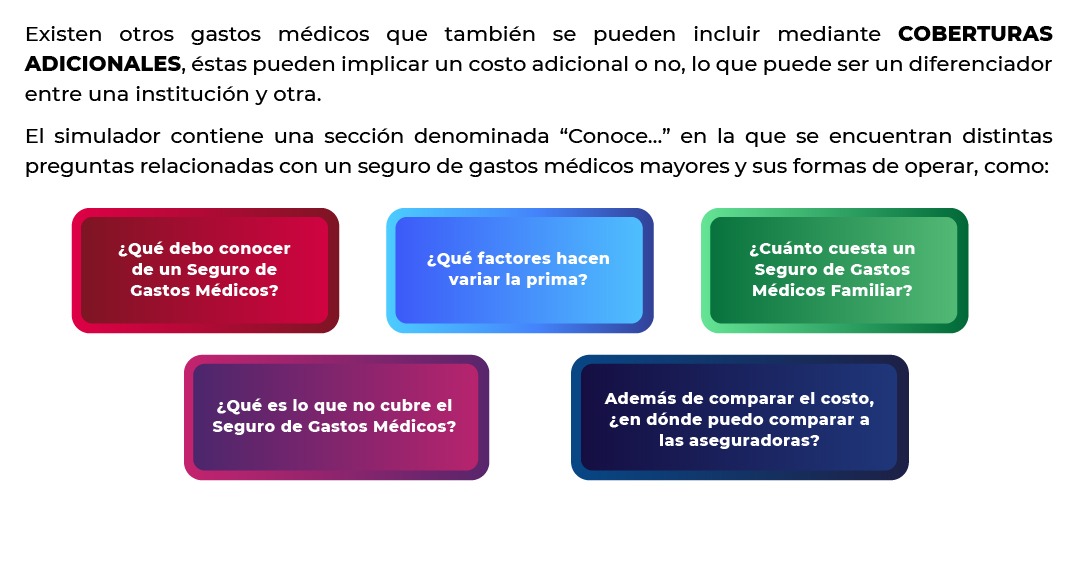 Existen otros gastos médicos que también se pueden incluir mediante COBERTURAS
ADICIONALES, éstas pueden implicar un costo adicional o no, lo que puede ser un diferenciador
entre una institución y otra.
El simulador contiene una sección denominada “Conoce...” en la que se encuentran distintas
preguntas relacionadas con un seguro de gastos médicos mayores y sus formas de operar, como:
¿Qué debo conocer
de un Seguro de
Gastos Médicos?
¿Qué factores hacen
variar la prima?
¿Cuánto cuesta un
Seguro de Gastos
Médicos Familiar?
¿Qué es lo que no cubre el
Seguro de Gastos Médicos?
Además de comparar el costo,
¿en dónde puedo comparar a
las aseguradoras?